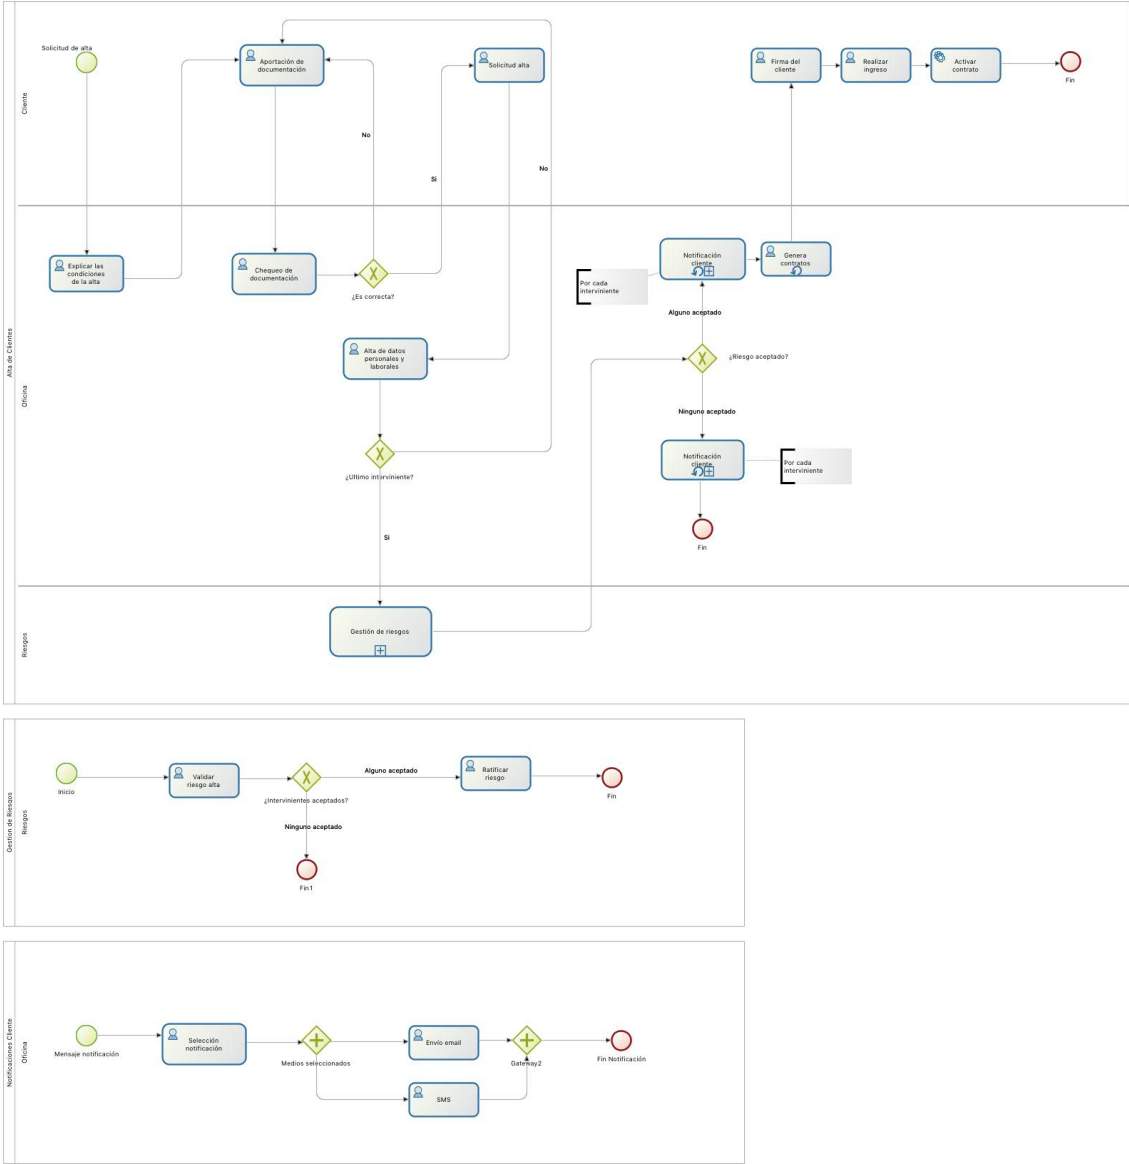 Alta de Clientes
Cliente
Solicitud de alta
Aportación de
documentación
Solicitud alta
Firma del
cliente
Realizar
ingreso
Activar
contrato
Fin
No
Si
No
Oficina
Explicar las
condiciones
de la alta
Chequeo de
documentación
¿Es correcta?
Notificación
cliente
Genera
contratos
Por cada
interviniente
Alguno aceptado
¿Riesgo aceptado?
Alta de datos
personales y
laborales
Ninguno aceptado
¿Ultimo interviniente?
Notificación
cliente
Por cada
interviniente
Si
Fin
Riesgos
Gestión de riesgos
Gestion de Riesgos
Riesgos
Inicio
Validar
riesgo alta
¿Intervinientes aceptados?
Alguno aceptado
Ratificar
riesgo
Fin
Ninguno aceptado
Fin1
Notificaciones Cliente
Oficina
Mensaje notificación
Selección
notificación
Medios seleccionados
Envío email
Gateway2
Fin Notificación
SMS